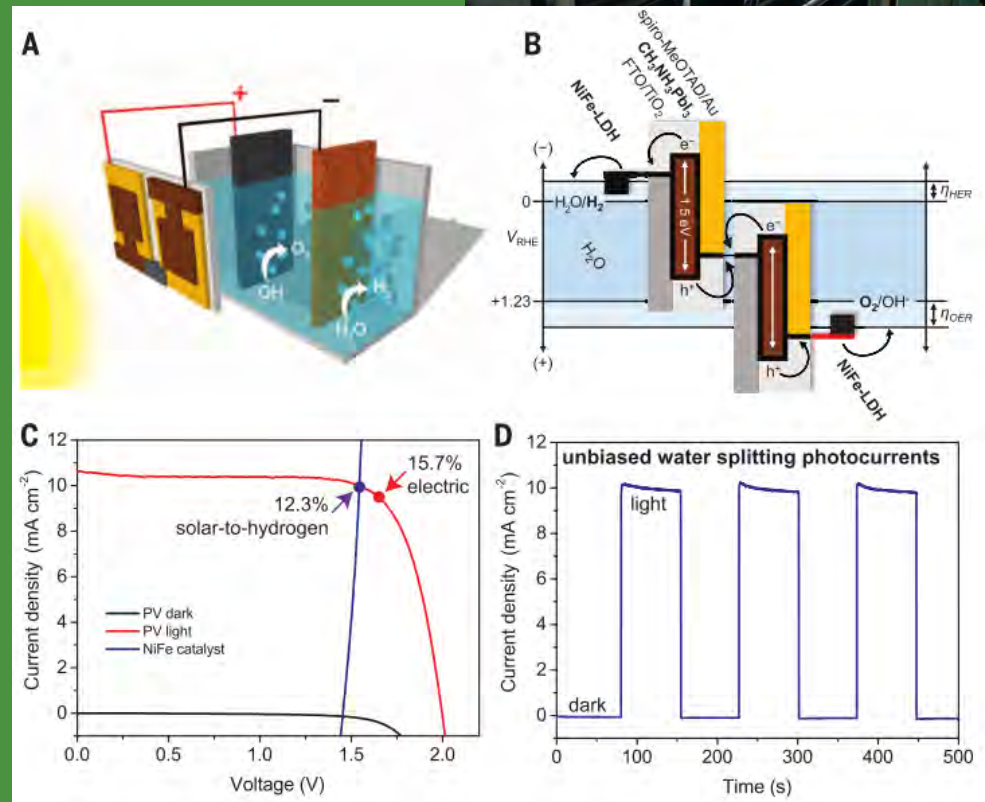 A
+
−
O₂
OH⁻
H₂
H₂O
B
spiro-MeOTAD/Au
CH₃NH₃PbI₃
FTO/TiO₂
NiFe-LDH
(−)
e⁻
H₂O/H₂
ηHER
0
1.5 eV
VRHE
H₂O
e⁻
h⁺
+1.23
O₂/OH⁻
ηOER
(+)
h⁺
NiFe-LDH
C
12
10
8
6
4
2
0
Current density (mA cm⁻²)
15.7%
electric
12.3%
solar-to-hydrogen
PV dark
PV light
NiFe catalyst
0.0
0.5
1.0
1.5
2.0
Voltage (V)
D
12
10
8
6
4
2
0
Current density (mA cm⁻²)
unbiased water splitting photocurrents
light
dark
0
100
200
300
400
500
Time (s)